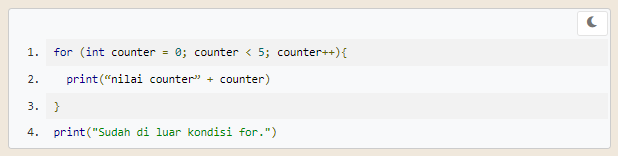 1. for (int counter = 0; counter < 5; counter++){
2. print(“nilai counter” + counter)
3. }
4. print("Sudah di luar kondisi for.")